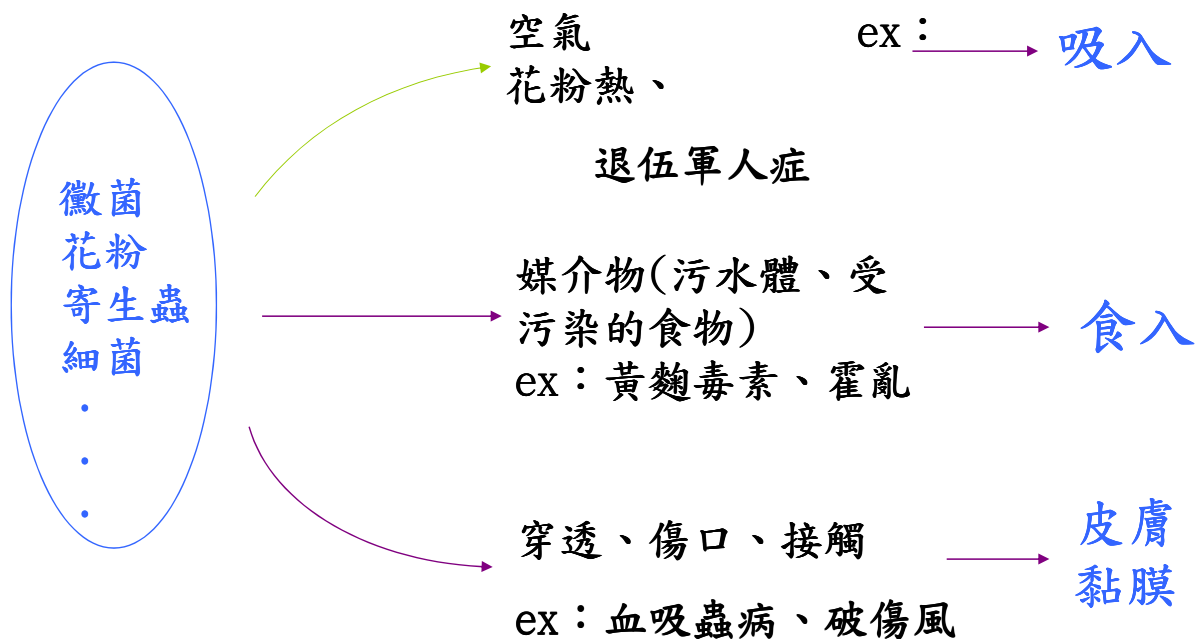 黴菌
花粉
寄生蟲
細菌
．
．
．
空氣 ex：
花粉熱、
退伍軍人症
吸入
媒介物(污水體、受
污染的食物)
ex：黃麴毒素、霍亂
食入
穿透、傷口、接觸
ex：血吸蟲病、破傷風
皮膚
黏膜